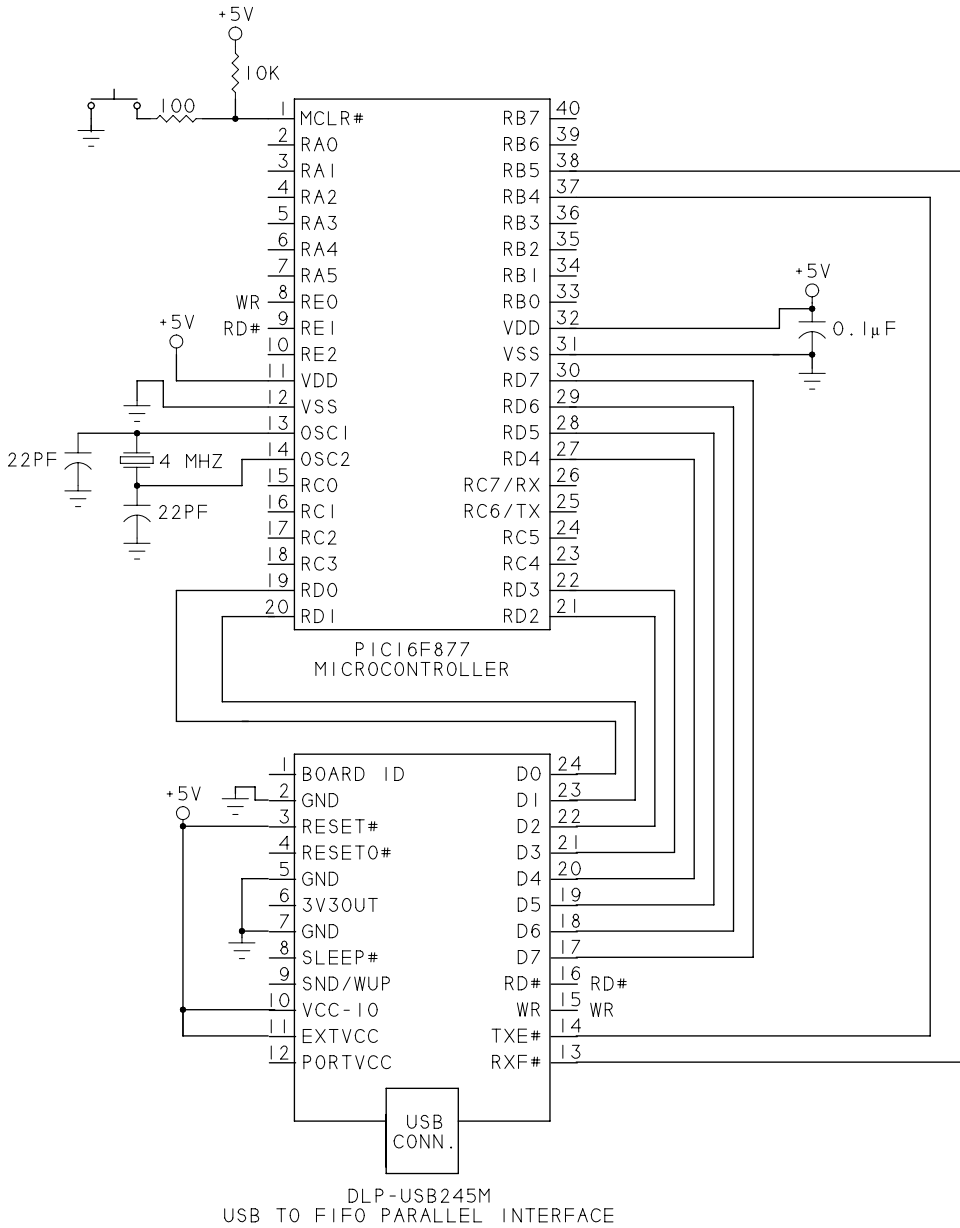 +5V
10K
100
1 MCLR# RB7 40
2 RA0 RB6 39
3 RA1 RB5 38
4 RA2 RB4 37
5 RA3 RB3 36
6 RA4 RB2 35
7 RA5 RB1 34
WR 8 RE0 RB0 33
RD# 9 RE1 VDD 32
10 RE2 VSS 31
11 VDD RD7 30
12 VSS RD6 29
13 OSC1 RD5 28
14 OSC2 RD4 27
15 RC0 RC7/RX 26
16 RC1 RC6/TX 25
17 RC2 RC5 24
18 RC3 RC4 23
19 RD0 RD3 22
20 RD1 RD2 21
+5V
0.1µF
+5V
22PF
4 MHZ
22PF
PIC16F877
MICROCONTROLLER
+5V
1 BOARD ID D0 24
2 GND D1 23
3 RESET# D2 22
4 RESETO# D3 21
5 GND D4 20
6 3V3OUT D5 19
7 GND D6 18
8 SLEEP# D7 17
9 SND/WUP RD# 16 RD#
10 VCC-IO WR 15 WR
11 EXTVCC TXE# 14
12 PORTVCC RXF# 13
USB
CONN.
DLP-USB245M
USB TO FIFO PARALLEL INTERFACE